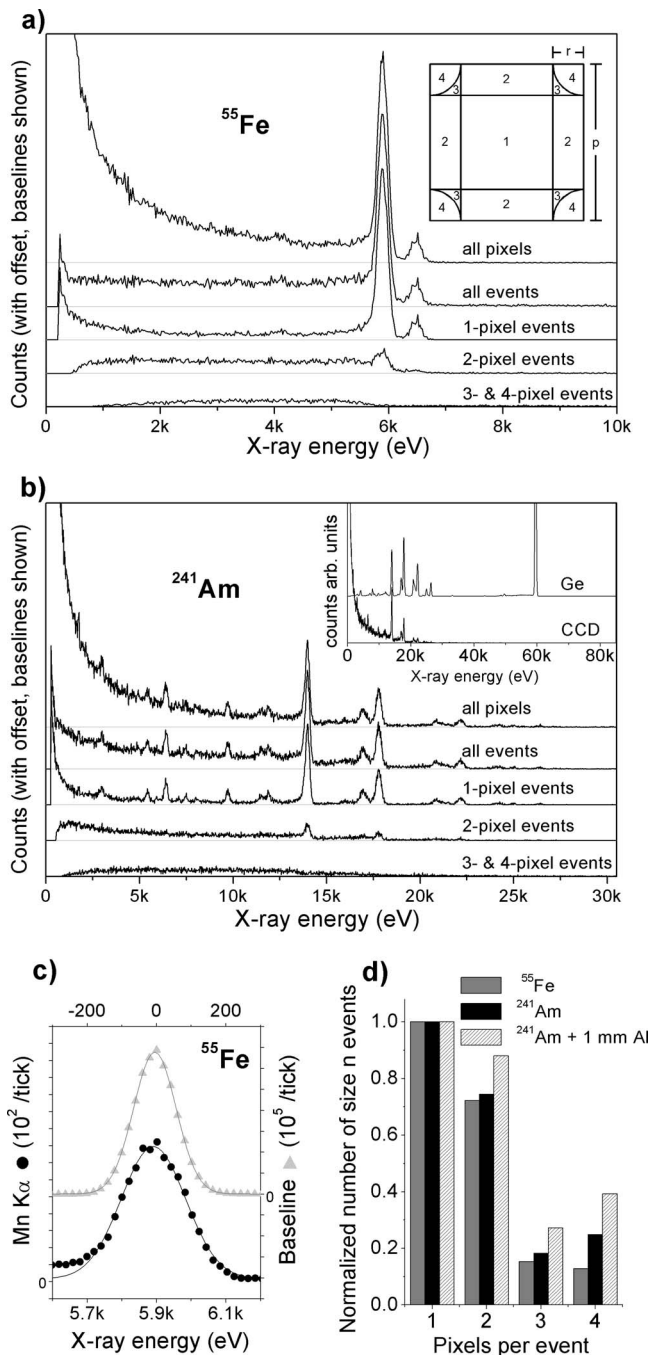 a)
Counts (with offset, baselines shown)
55Fe
r
4 2 4
3 3
2 1 2 p
3 3
4 2 4
all pixels
all events
1-pixel events
2-pixel events
3- & 4-pixel events
0 2k 4k 6k 8k 10k
X-ray energy (eV)
b)
Counts (with offset, baselines shown)
241Am
counts arb. units
Ge
CCD
0 20k 40k 60k 80k
X-ray energy (eV)
all pixels
all events
1-pixel events
2-pixel events
3- & 4-pixel events
0 5k 10k 15k 20k 25k 30k
X-ray energy (eV)
c)
-200 0 200
55Fe
Mn Kα ● (10² /tick)
Baseline ▲ (10⁵ /tick)
0
0
5.7k 5.9k 6.1k
X-ray energy (eV)
d)
55Fe
241Am
241Am + 1 mm Al
Normalized number of size n events
1.0
0.8
0.6
0.4
0.2
0.0
1 2 3 4
Pixels per event